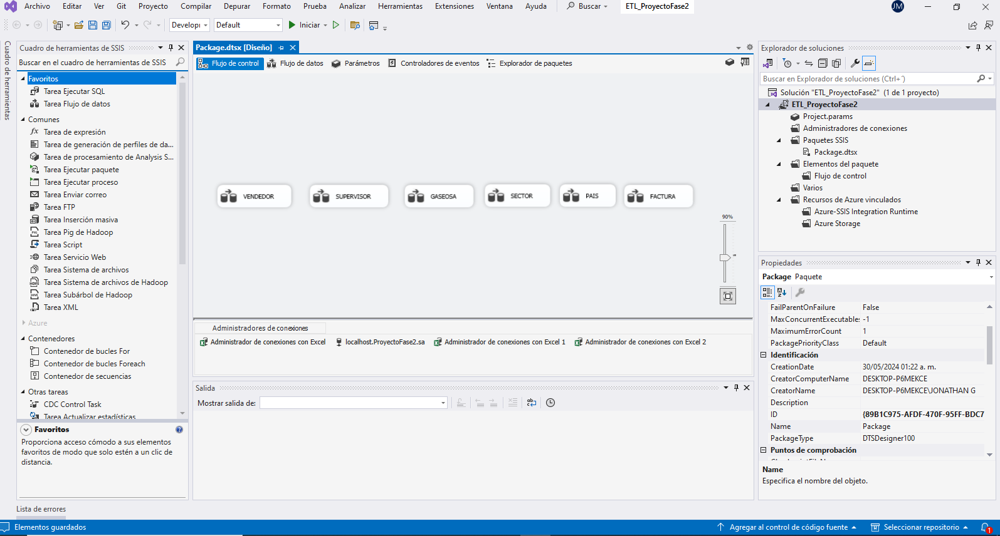 Archivo Editar Ver Git Proyecto Compilar Depurar Formato Prueba Analizar Herramientas Extensiones Ventana Ayuda Buscar ETL_ProyectoFase2 JM
Developi Default Iniciar
Cuadro de herramientas
Cuadro de herramientas de SSIS
Buscar en el cuadro de herramientas de SSIS
Favoritos
Tarea Ejecutar SQL
Tarea Flujo de datos
Comunes
fx Tarea de expresión
Tarea de generación de perfiles de da...
Tarea de procesamiento de Analysis S...
Tarea Ejecutar paquete
Tarea Ejecutar proceso
Tarea Enviar correo
Tarea FTP
Tarea Inserción masiva
Tarea Pig de Hadoop
Tarea Script
Tarea Servicio Web
Tarea Sistema de archivos
Tarea Sistema de archivos de Hadoop
Tarea Subárbol de Hadoop
Tarea XML
Azure
Contenedores
Contenedor de bucles For
Contenedor de bucles Foreach
Contenedor de secuencias
Otras tareas
CDC Control Task
Tarea Actualizar estadísticas
Favoritos
Proporciona acceso cómodo a sus elementos
favoritos de modo que solo estén a un clic de
distancia.
Package.dtsx [Diseño]
Flujo de control Flujo de datos Parámetros Controladores de eventos Explorador de paquetes
VENDEDOR SUPERVISOR GASEOSA SECTOR PAIS FACTURA
90%
Administradores de conexiones
Administrador de conexiones con Excel localhost.ProyectoFase2.sa Administrador de conexiones con Excel 1 Administrador de conexiones con Excel 2
Salida
Mostrar salida de:
Explorador de soluciones
Buscar en Explorador de soluciones (Ctrl+´)
Solución "ETL_ProyectoFase2" (1 de 1 proyecto)
ETL_ProyectoFase2
Project.params
Administradores de conexiones
Paquetes SSIS
Package.dtsx
Elementos del paquete
Flujo de control
Varios
Recursos de Azure vinculados
Azure-SSIS Integration Runtime
Azure Storage
Propiedades
Package Paquete
FailParentOnFailure False
MaxConcurrentExecutables -1
MaximumErrorCount 1
PackagePriorityClass Default
Identificación
CreationDate 30/05/2024 01:22 a. m.
CreatorComputerName DESKTOP-P6MEKCE
CreatorName DESKTOP-P6MEKCE\JONATHAN G
Description
ID {89B1C975-AFDF-470F-95FF-BDC7
Name Package
PackageType DTSDesigner100
Puntos de comprobación
Name
Especifica el nombre del objeto.
Lista de errores
Elementos guardados Agregar al control de código fuente Seleccionar repositorio 1